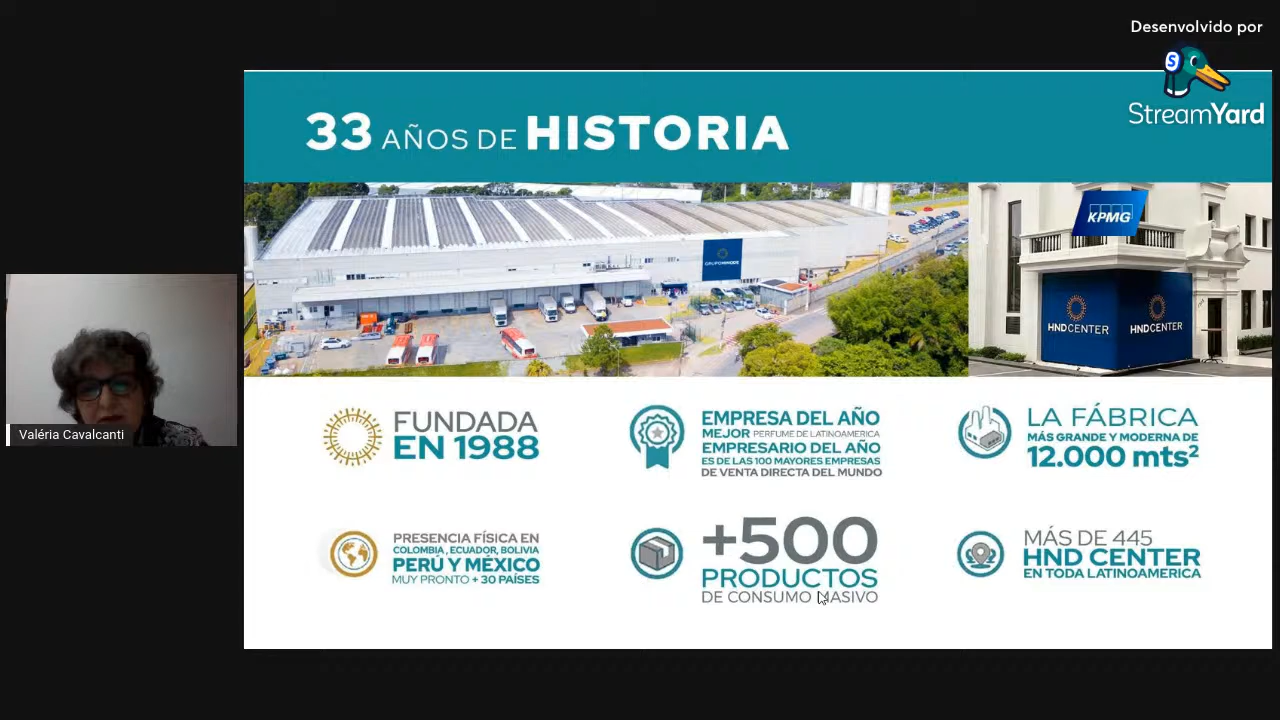 Desenvolvido por
StreamYard
33 AÑOS DE HISTORIA
GRUPOHINODE
KPMG
HND CENTER
HND CENTER
Valéria Cavalcanti
FUNDADA
EN 1988
EMPRESA DEL AÑO
MEJOR PERFUME DE LATINOAMERICA
EMPRESARIO DEL AÑO
ES DE LAS 100 MAYORES EMPRESAS
DE VENTA DIRECTA DEL MUNDO
LA FÁBRICA
MÁS GRANDE Y MODERNA DE
12.000 mts²
PRESENCIA FÍSICA EN
COLOMBIA, ECUADOR, BOLIVIA
PERÚ Y MÉXICO
MUY PRONTO + 30 PAÍSES
+500
PRODUCTOS
DE CONSUMO MASIVO
MÁS DE 445
HND CENTER
EN TODA LATINOAMERICA